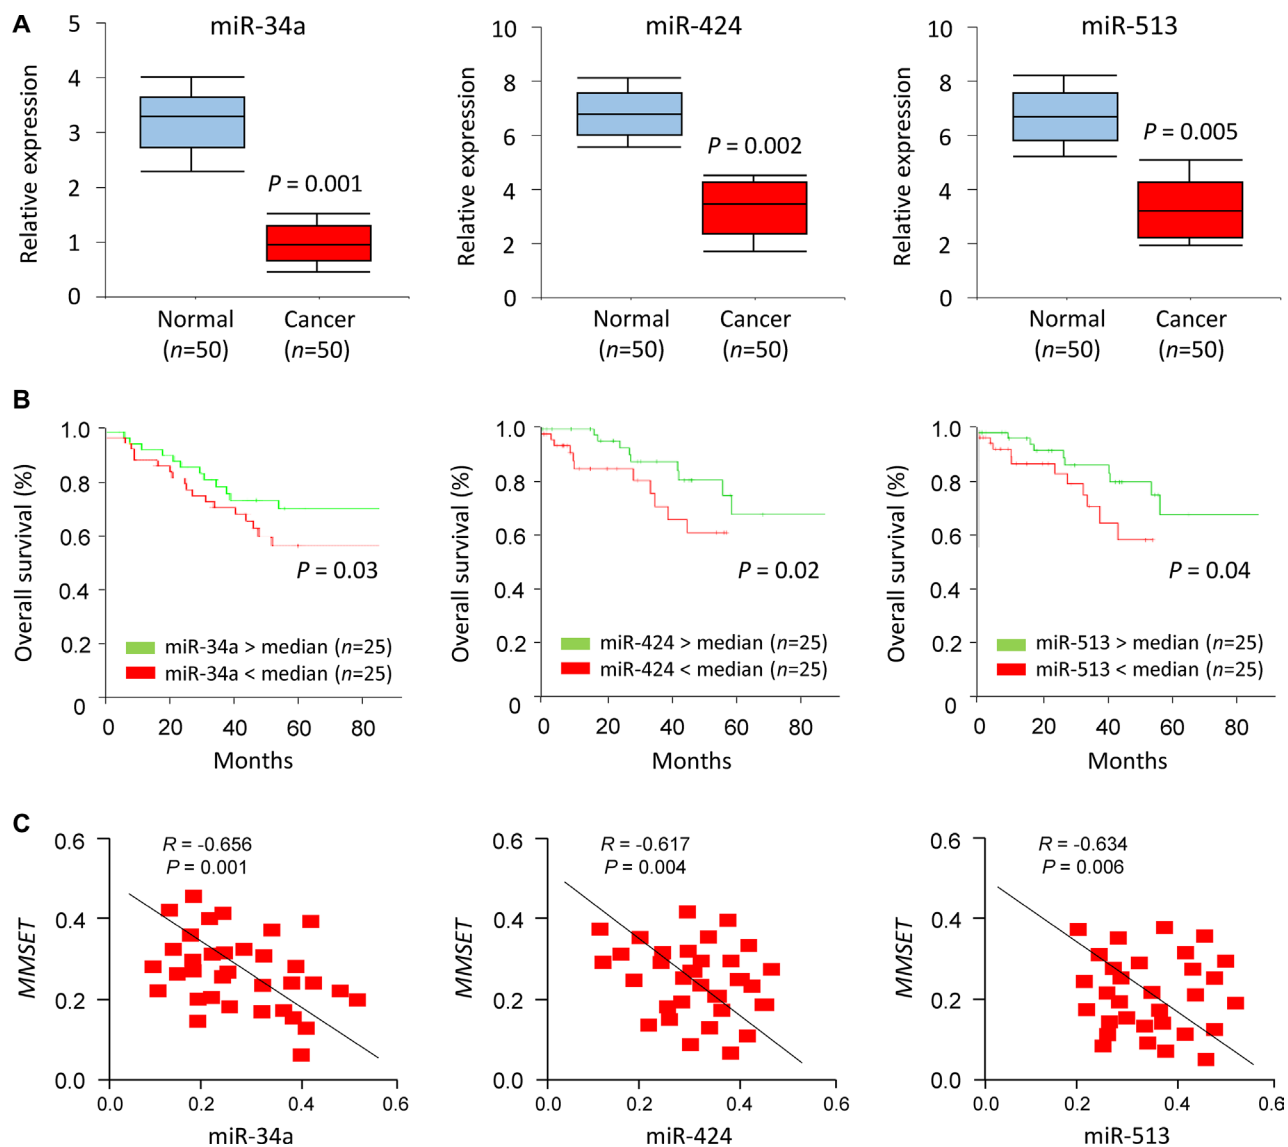 A
miR-34a
miR-424
miR-513
Relative expression
5
4
3
2
1
0
P = 0.001
Normal
(n=50)
Cancer
(n=50)
Relative expression
10
8
6
4
2
0
P = 0.002
Normal
(n=50)
Cancer
(n=50)
Relative expression
10
8
6
4
2
0
P = 0.005
Normal
(n=50)
Cancer
(n=50)
B
Overall survival (%)
1.0
0.8
0.6
0.4
0.2
0
P = 0.03
miR-34a > median (n=25)
miR-34a < median (n=25)
0 20 40 60 80
Months
Overall survival (%)
1.0
0.8
0.6
0.4
0.2
0
P = 0.02
miR-424 > median (n=25)
miR-424 < median (n=25)
0 20 40 60 80
Months
Overall survival (%)
1.0
0.8
0.6
0.4
0.2
0
P = 0.04
miR-513 > median (n=25)
miR-513 < median (n=25)
0 20 40 60 80
Months
C
MMSET
0.6
0.4
0.2
0.0
R = -0.656
P = 0.001
0.0 0.2 0.4 0.6
miR-34a
MMSET
0.6
0.4
0.2
0.0
R = -0.617
P = 0.004
0.0 0.2 0.4 0.6
miR-424
MMSET
0.6
0.4
0.2
0.0
R = -0.634
P = 0.006
0.0 0.2 0.4 0.6
miR-513